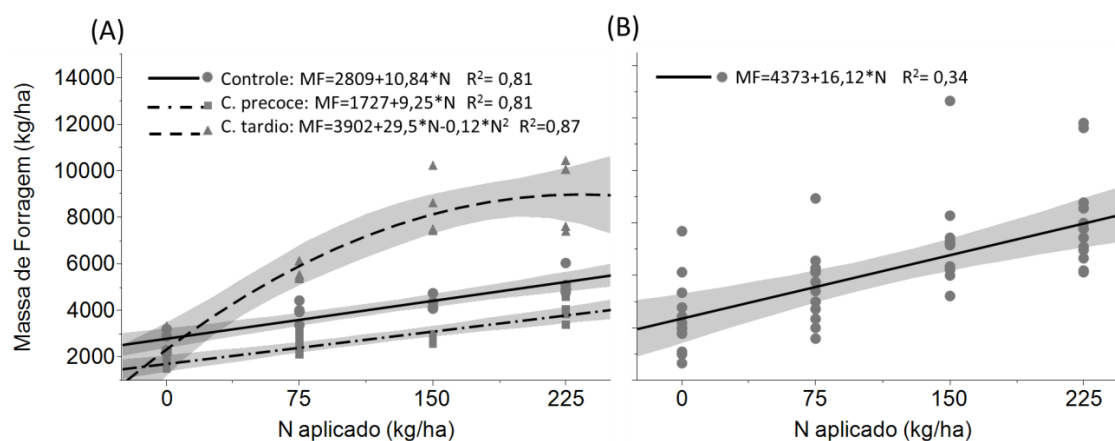 (A)
(B)
Massa de Forragem (kg/ha)
14000
12000
10000
8000
6000
4000
2000
Controle: MF=2809+10,84*N R²= 0,81
C. precoce: MF=1727+9,25*N R²= 0,81
C. tardio: MF=3902+29,5*N-0,12*N² R²=0,87
MF=4373+16,12*N R²= 0,34
0 75 150 225
0 75 150 225
N aplicado (kg/ha)
N aplicado (kg/ha)